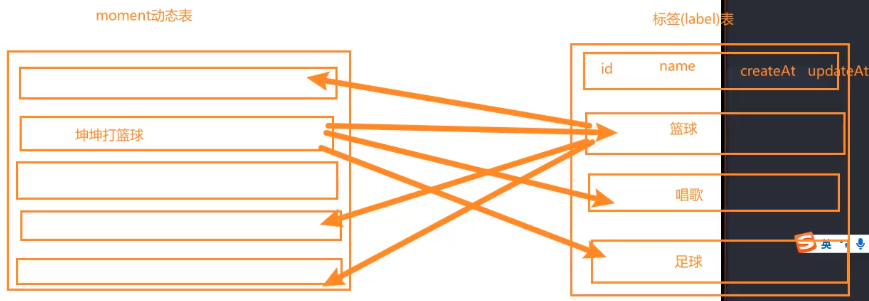 moment动态表
标签(label)表
id name createAt updateAt
坤坤打篮球
篮球
唱歌
足球
英